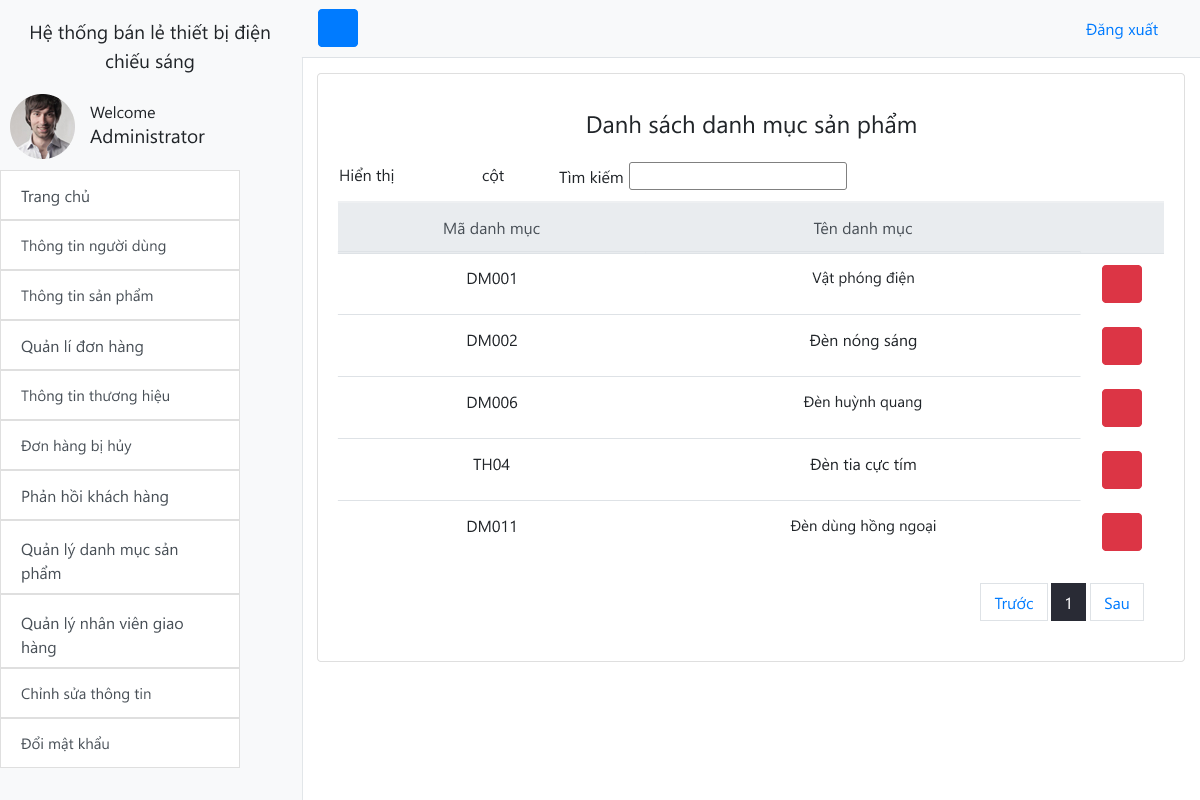 Hệ thống bán lẻ thiết bị điện
chiếu sáng
Welcome
Administrator
Trang chủ
Thông tin người dùng
Thông tin sản phẩm
Quản lí đơn hàng
Thông tin thương hiệu
Đơn hàng bị hủy
Phản hồi khách hàng
Quản lý danh mục sản
phẩm
Quản lý nhân viên giao
hàng
Chỉnh sửa thông tin
Đổi mật khẩu
Đăng xuất
Danh sách danh mục sản phẩm
Hiển thị cột Tìm kiếm
Mã danh mục Tên danh mục
DM001 Vật phóng điện
DM002 Đèn nóng sáng
DM006 Đèn huỳnh quang
TH04 Đèn tia cực tím
DM011 Đèn dùng hồng ngoại
Trước 1 Sau